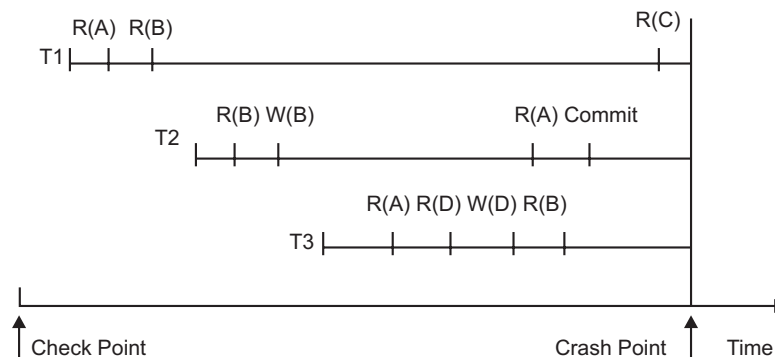 R(A) R(B) R(C)
T1
R(B) W(B) R(A) Commit
T2
R(A) R(D) W(D) R(B)
T3
Check Point Crash Point Time